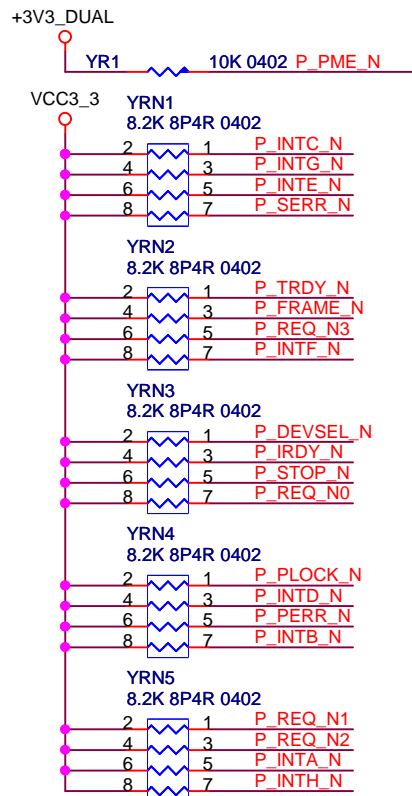 +3V3_DUAL
YR1 10K 0402 P_PME_N
VCC3_3
YRN1
8.2K 8P4R 0402
2 1 P_INTC_N
4 3 P_INTG_N
6 5 P_INTE_N
8 7 P_SERR_N
YRN2
8.2K 8P4R 0402
2 1 P_TRDY_N
4 3 P_FRAME_N
6 5 P_REQ_N3
8 7 P_INTF_N
YRN3
8.2K 8P4R 0402
2 1 P_DEVSEL_N
4 3 P_IRDY_N
6 5 P_STOP_N
8 7 P_REQ_N0
YRN4
8.2K 8P4R 0402
2 1 P_PLOCK_N
4 3 P_INTD_N
6 5 P_PERR_N
8 7 P_INTB_N
YRN5
8.2K 8P4R 0402
2 1 P_REQ_N1
4 3 P_REQ_N2
6 5 P_INTA_N
8 7 P_INTH_N